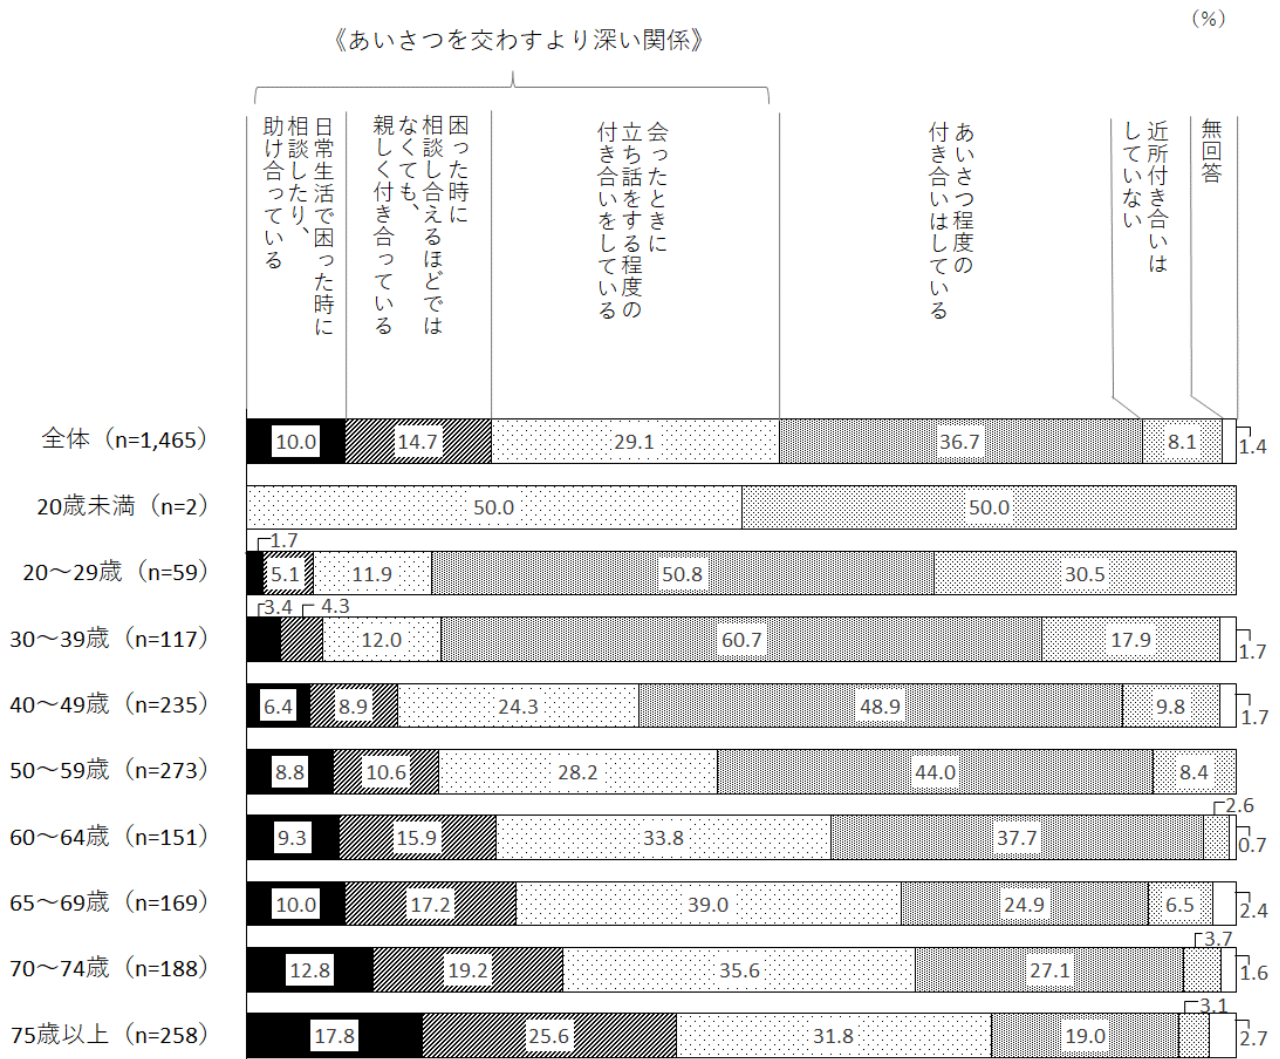 （%）
《あいさつを交わすより深い関係》
日常生活で困った時に
相談したり、
助け合っている
困った時に
相談し合えるほどでは
なくても、
親しく付き合っている
会ったときに
立ち話をする程度の
付き合いをしている
あいさつ程度の
付き合いはしている
近所付き合いは
していない
無回答
全体（n=1,465） 10.0 14.7 29.1 36.7 8.1 1.4
20歳未満（n=2） 50.0 50.0
20～29歳（n=59） 1.7 5.1 11.9 50.8 30.5
30～39歳（n=117） 3.4 4.3 12.0 60.7 17.9 1.7
40～49歳（n=235） 6.4 8.9 24.3 48.9 9.8 1.7
50～59歳（n=273） 8.8 10.6 28.2 44.0 8.4
60～64歳（n=151） 9.3 15.9 33.8 37.7 2.6 0.7
65～69歳（n=169） 10.0 17.2 39.0 24.9 6.5 2.4
70～74歳（n=188） 12.8 19.2 35.6 27.1 3.7 1.6
75歳以上（n=258） 17.8 25.6 31.8 19.0 3.1 2.7